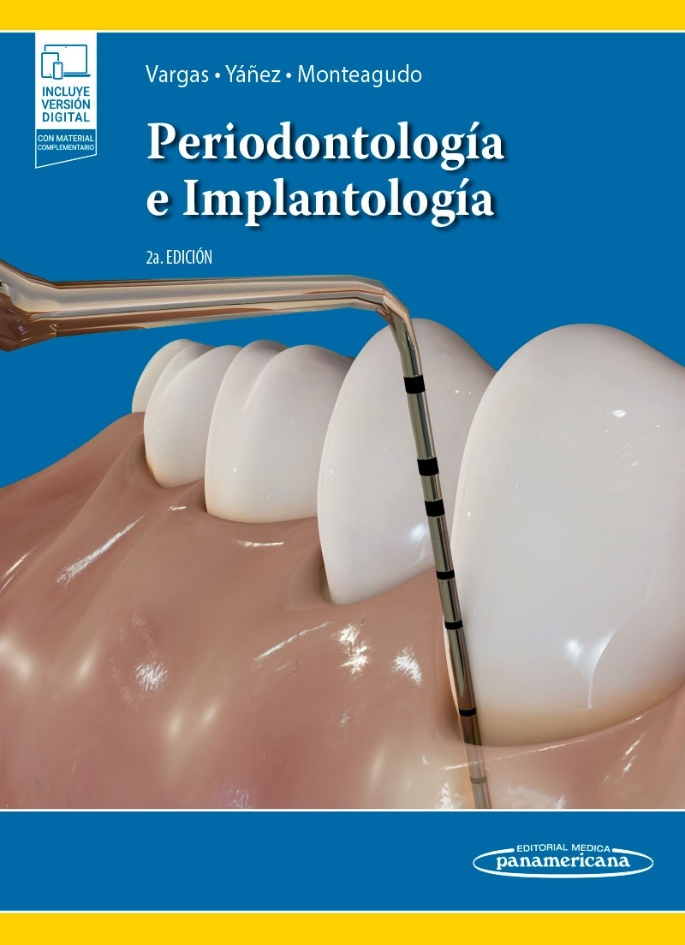 INCLUYE
VERSIÓN
DIGITAL
CON MATERIAL
COMPLEMENTARIO
Vargas • Yáñez • Monteagudo
Periodontología
e Implantología
2a. EDICIÓN
EDITORIAL MEDICA
panamericana